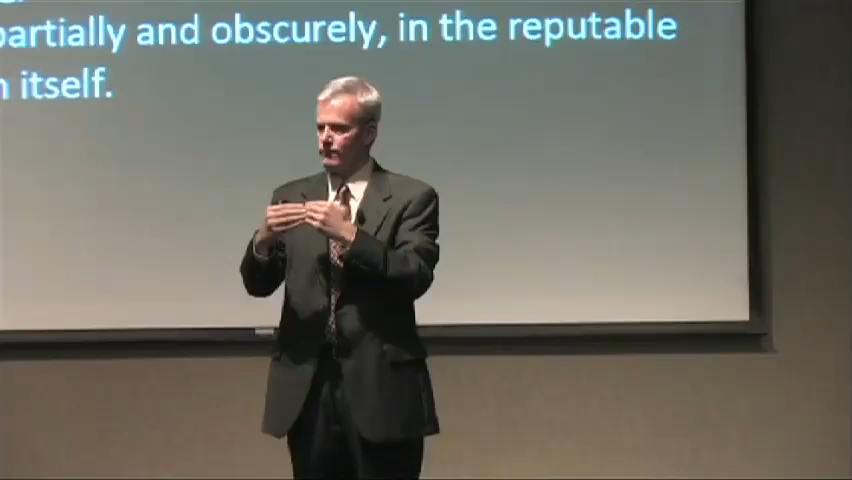 partially and obscurely, in the reputable
itself.